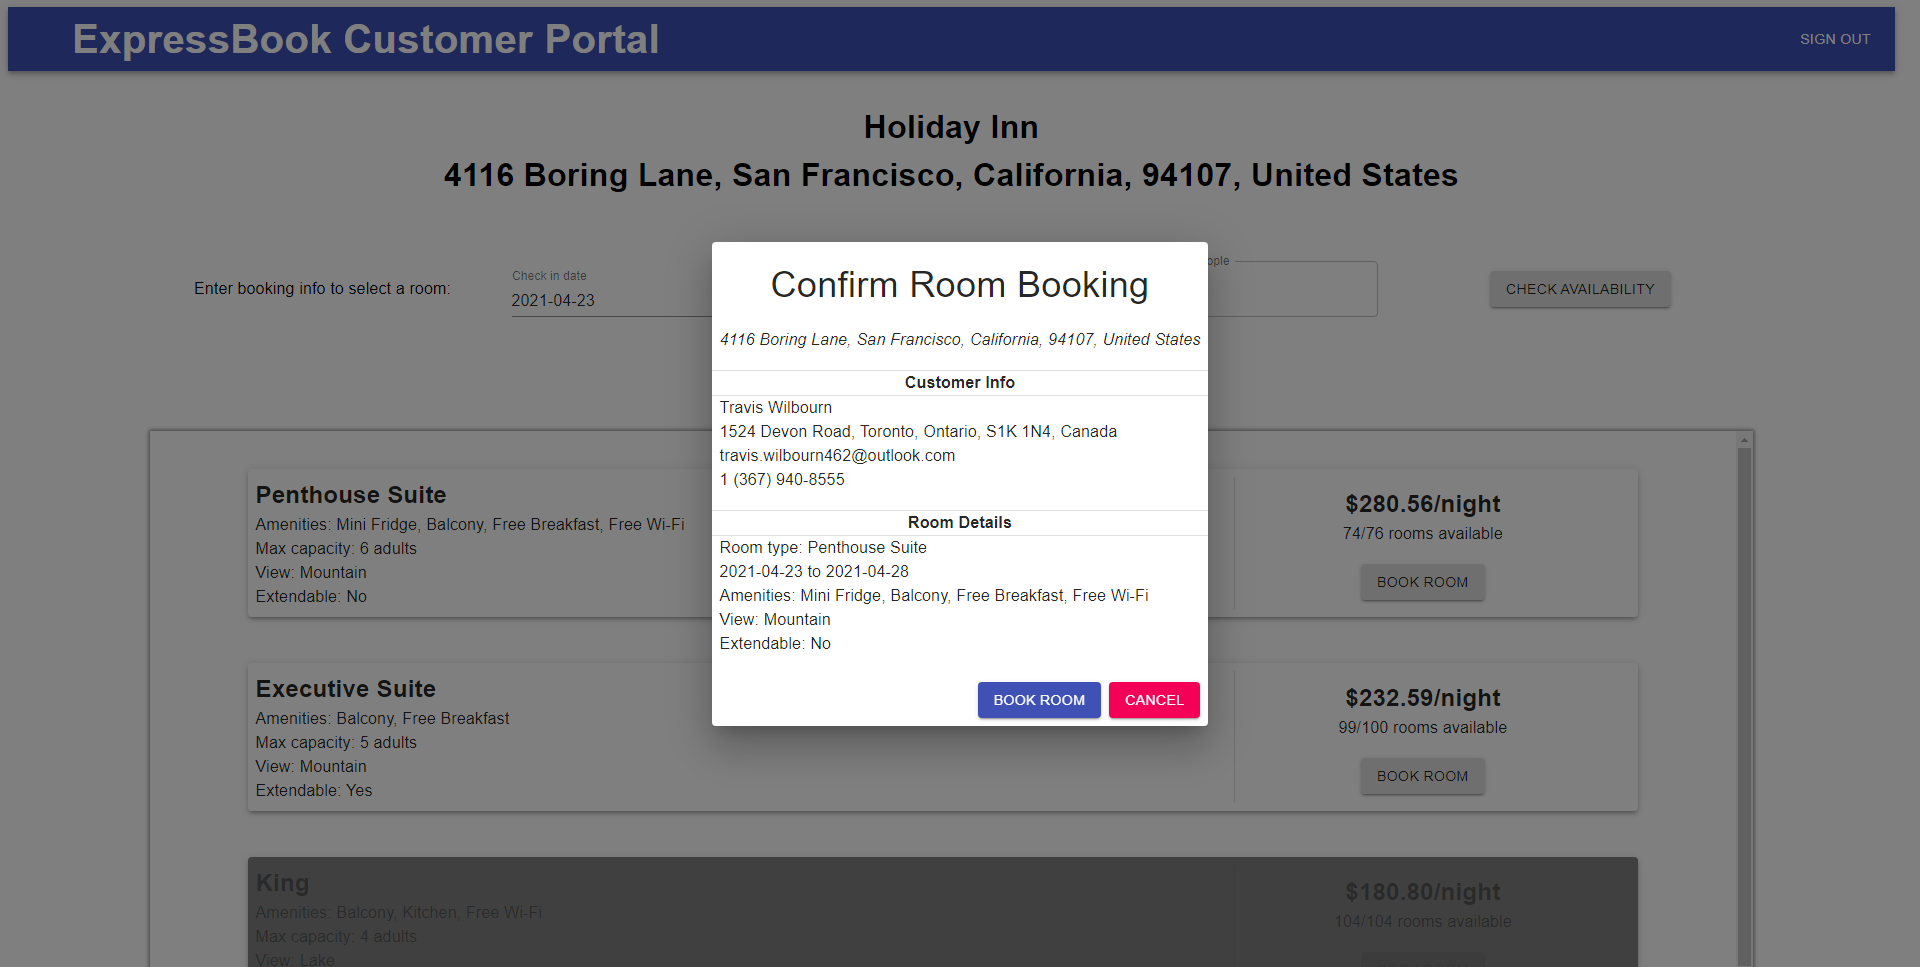 ExpressBook Customer Portal
SIGN OUT
Holiday Inn
4116 Boring Lane, San Francisco, California, 94107, United States
Enter booking info to select a room:
Check in date
2021-04-23
CHECK AVAILABILITY
Confirm Room Booking
4116 Boring Lane, San Francisco, California, 94107, United States
Customer Info
Travis Wilbourn
1524 Devon Road, Toronto, Ontario, S1K 1N4, Canada
travis.wilbourn462@outlook.com
1 (367) 940-8555
Room Details
Room type: Penthouse Suite
2021-04-23 to 2021-04-28
Amenities: Mini Fridge, Balcony, Free Breakfast, Free Wi-Fi
View: Mountain
Extendable: No
BOOK ROOM
CANCEL
Penthouse Suite
Amenities: Mini Fridge, Balcony, Free Breakfast, Free Wi-Fi
Max capacity: 6 adults
View: Mountain
Extendable: No
$280.56/night
74/76 rooms available
BOOK ROOM
Executive Suite
Amenities: Balcony, Free Breakfast
Max capacity: 5 adults
View: Mountain
Extendable: Yes
$232.59/night
99/100 rooms available
BOOK ROOM
King
Amenities: Balcony, Kitchen, Free Wi-Fi
Max capacity: 4 adults
View: Lake
$180.80/night
104/104 rooms available